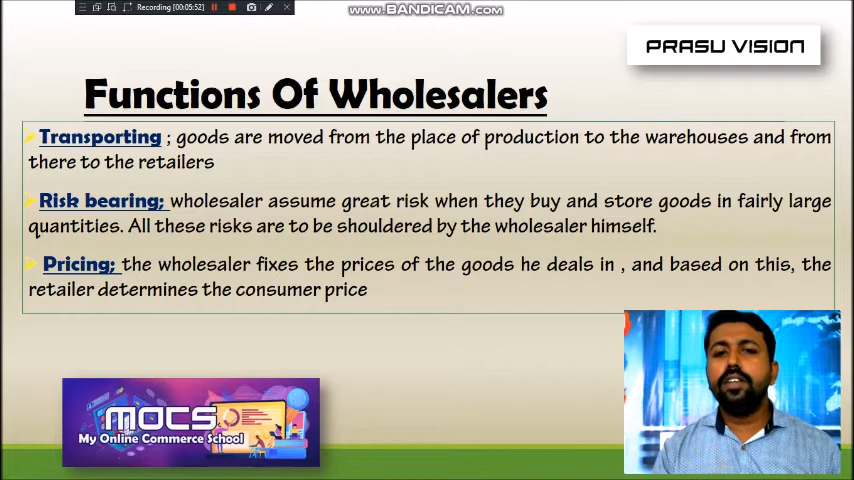 Recording [00:05:52]
www.BANDICAM.com
PRASU VISION
Functions Of Wholesalers
Transporting ; goods are moved from the place of production to the warehouses and from
there to the retailers
Risk bearing; wholesaler assume great risk when they buy and store goods in fairly large
quantities. All these risks are to be shouldered by the wholesaler himself.
Pricing; the wholesaler fixes the prices of the goods he deals in , and based on this, the
retailer determines the consumer price
MOCS
My Online Commerce School